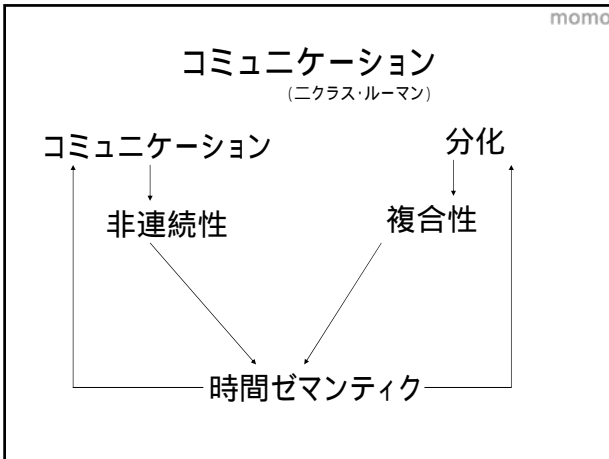 momo
コミュニケーション
(ニクラス・ルーマン)
コミュニケーション
分化
非連続性
複合性
時間ゼマンティク